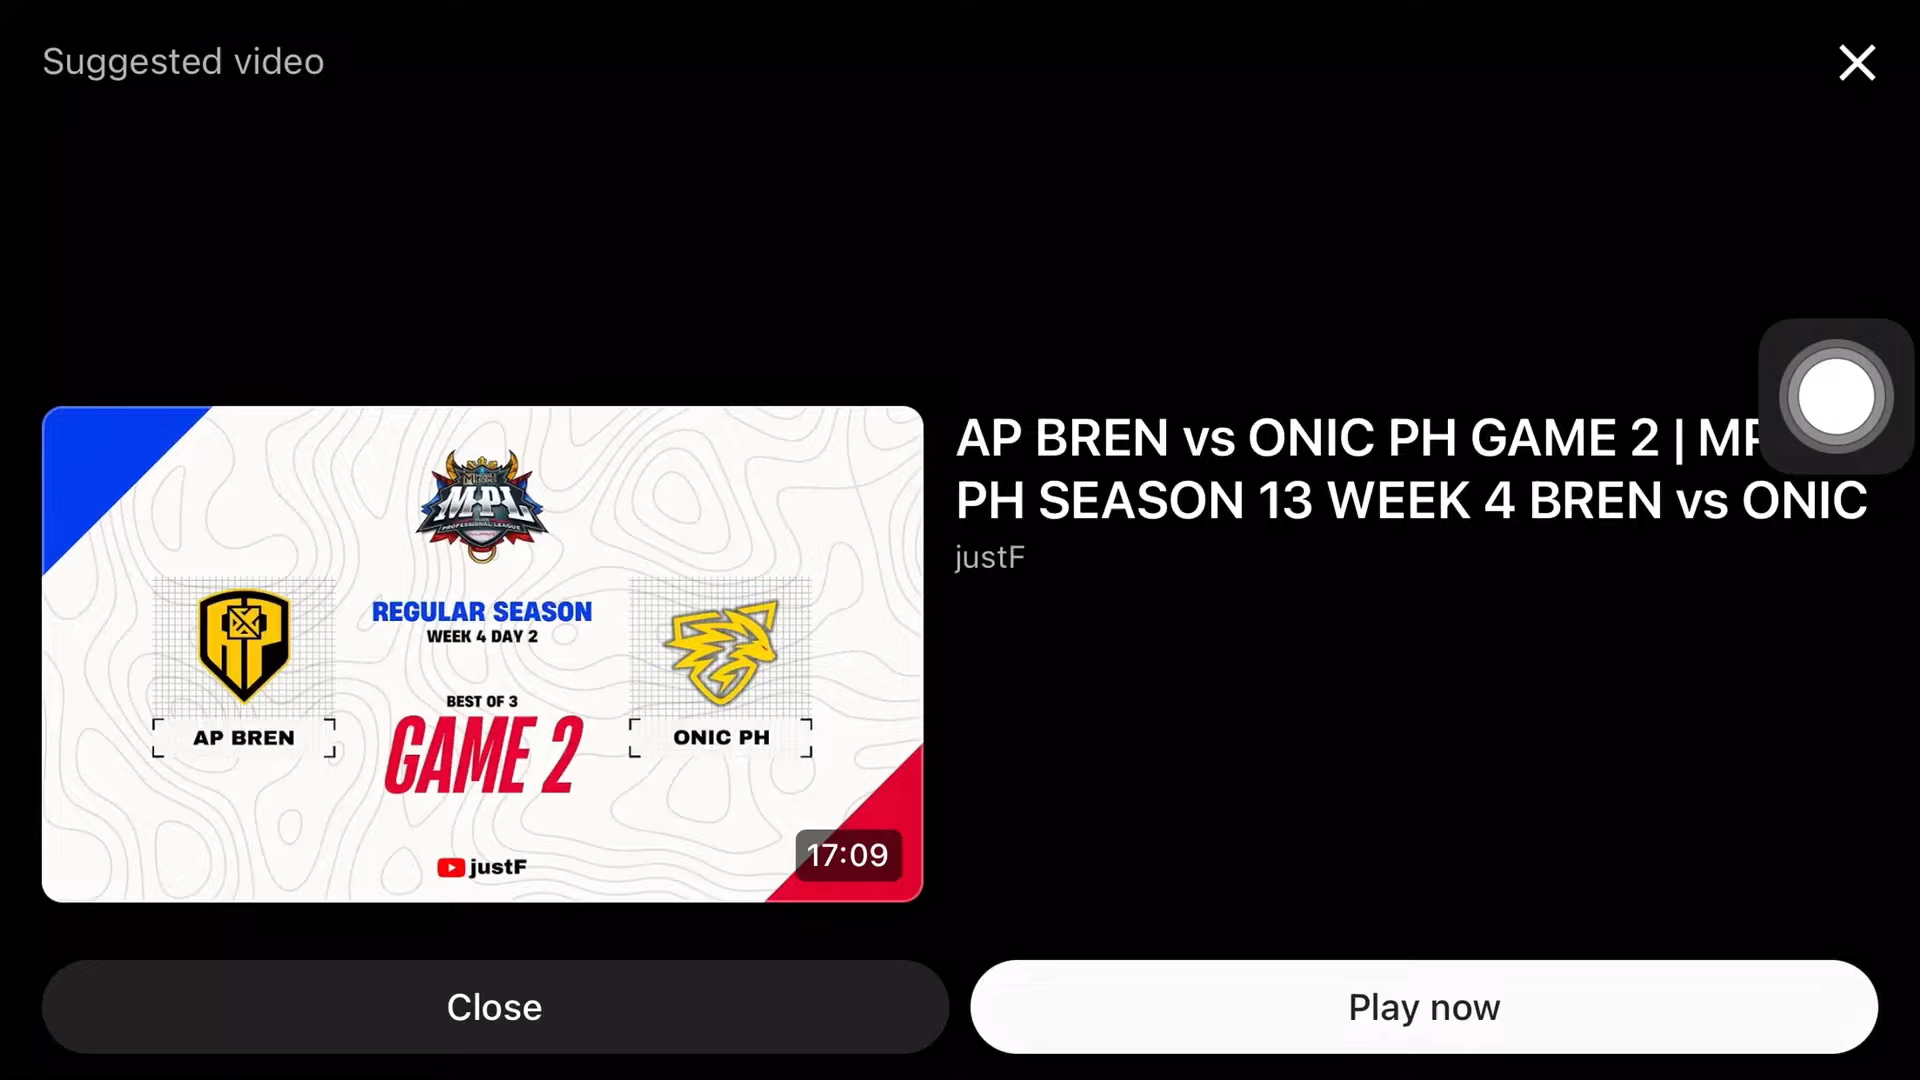 Suggested video
MPL
PROFESSIONAL LEAGUE
REGULAR SEASON
WEEK 4 DAY 2
BEST OF 3
GAME 2
AP BREN
ONIC PH
justF
17:09
AP BREN vs ONIC PH GAME 2 |
PH SEASON 13 WEEK 4 BREN vs ONIC
justF
Close
Play now